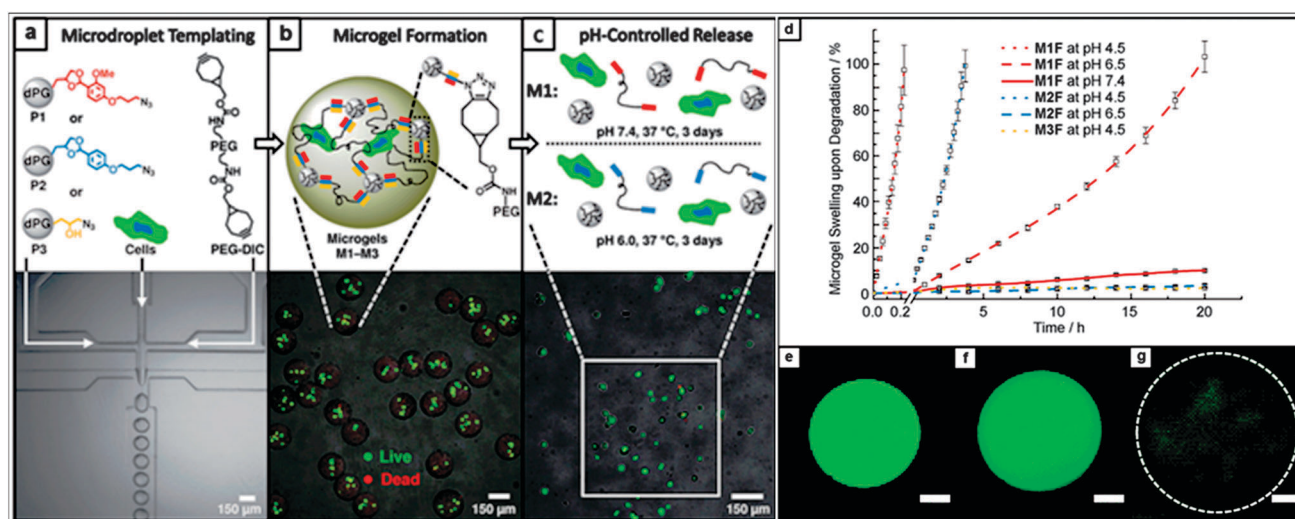 a Microdroplet Templating
OMe
dPG
N3
P1
or
dPG
N3
P2
or
dPG
N3
OH
P3
Cells
O
O
NH
PEG
HN
O
O
PEG-DIC
150 µm
b Microgel Formation
N
N
N
O
O
NH
PEG
Microgels
M1–M3
Live
Dead
150 µm
c pH-Controlled Release
M1:
pH 7.4, 37 °C, 3 days
M2:
pH 6.0, 37 °C, 3 days
150 µm
d
Microgel Swelling upon Degradation / %
100
80
60
40
20
0
M1F at pH 4.5
M1F at pH 6.5
M1F at pH 7.4
M2F at pH 4.5
M2F at pH 6.5
M3F at pH 4.5
0.0 0.2 5 10 15 20
Time / h
e
f
g